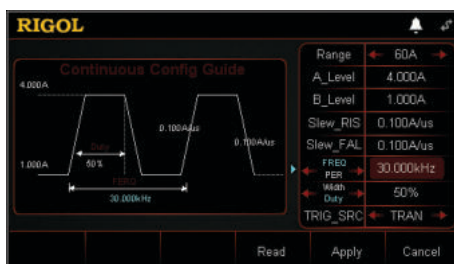 RIGOL
Continuous Config Guide
4.000A
0.100A/us
0.100A/us
Duty
50%
1.000A
FERQ
30.000kHz
Range 60A
A_Level 4.000A
B_Level 1.000A
Slew_RIS 0.100A/us
Slew_FAL 0.100A/us
FREQ
PER
30.000kHz
Width
Duty
50%
TRIG_SRC TRAN
Read Apply Cancel